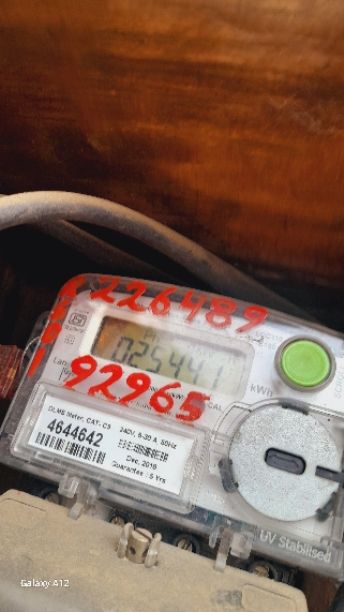 226489
025441
kWh
92965
DLMS Meter, CAT. C3 240V, 5-30 A 50Hz
4644642
Dec. 2016
Guarantee : 5 Yrs
UV Stabilised
Galaxy A12